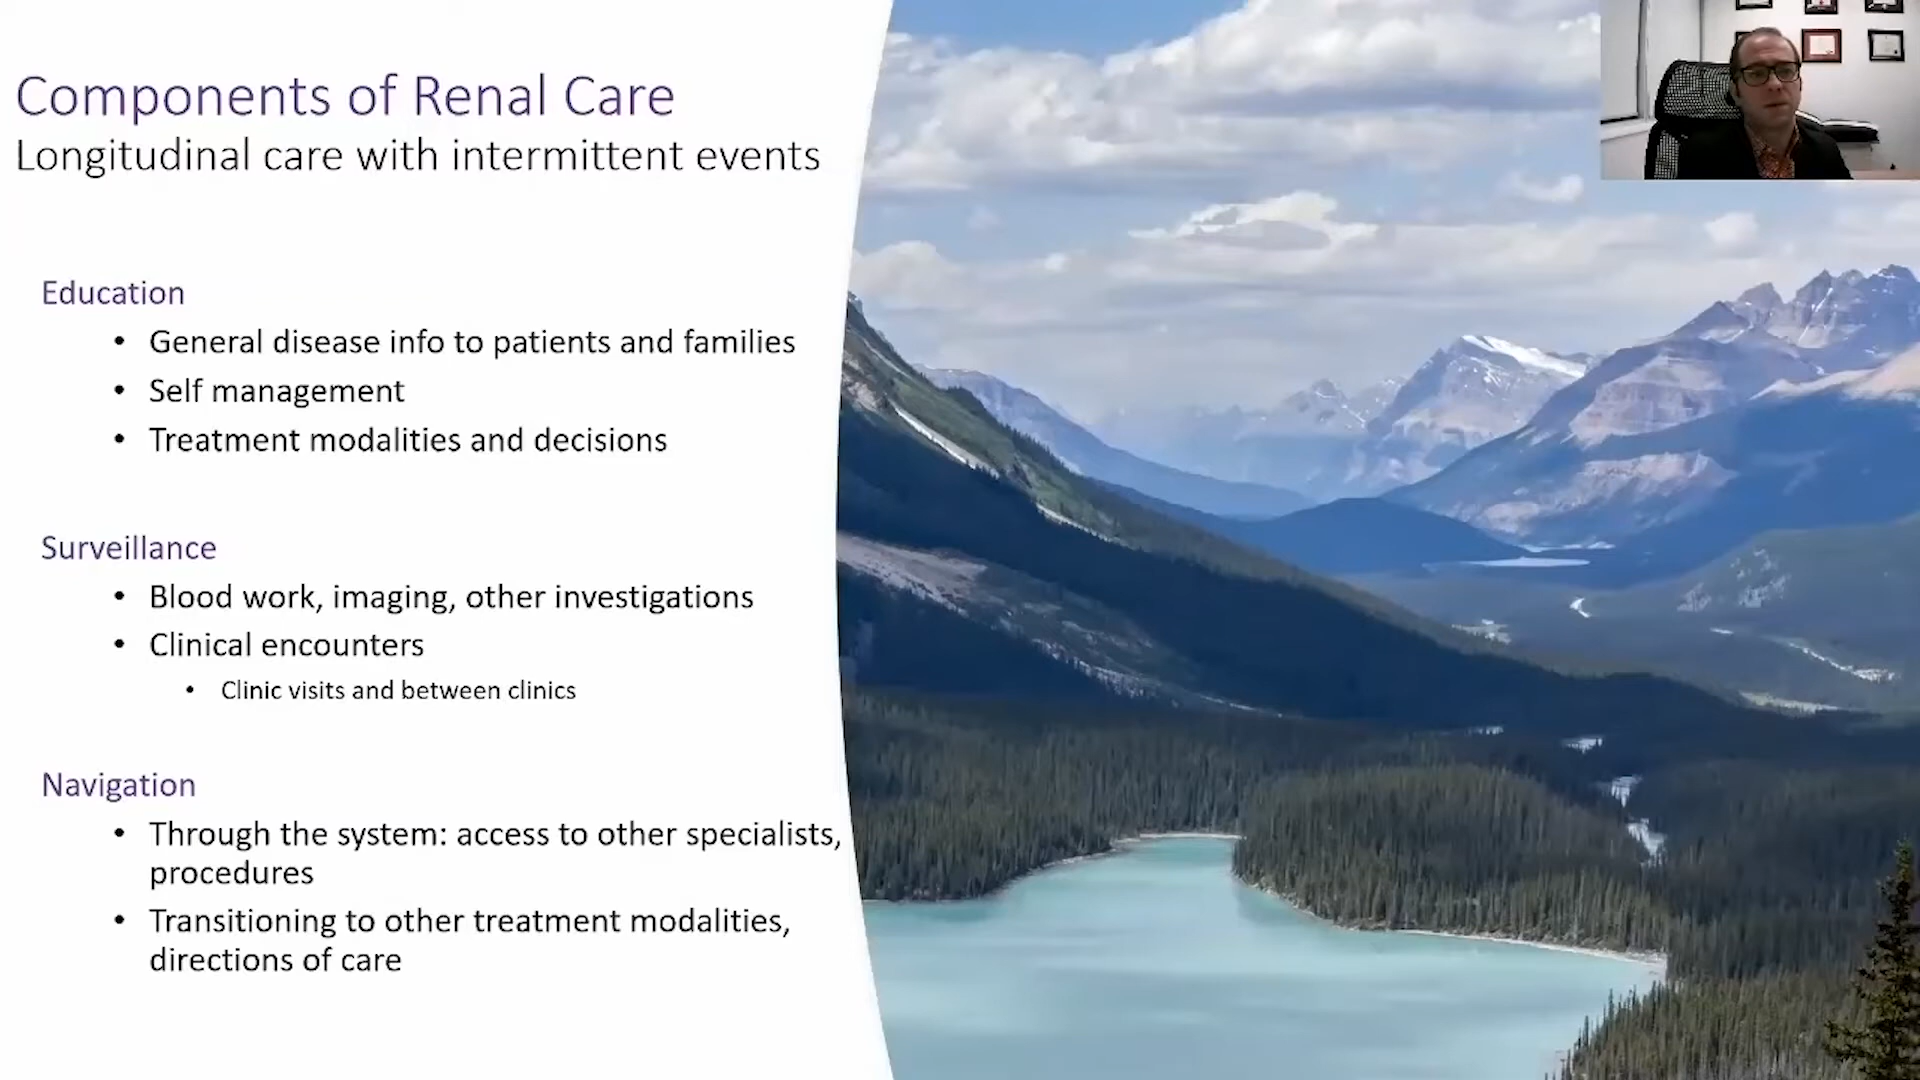 Components of Renal Care
Longitudinal care with intermittent events
Education
• General disease info to patients and families
• Self management
• Treatment modalities and decisions
Surveillance
• Blood work, imaging, other investigations
• Clinical encounters
• Clinic visits and between clinics
Navigation
• Through the system: access to other specialists,
procedures
• Transitioning to other treatment modalities,
directions of care